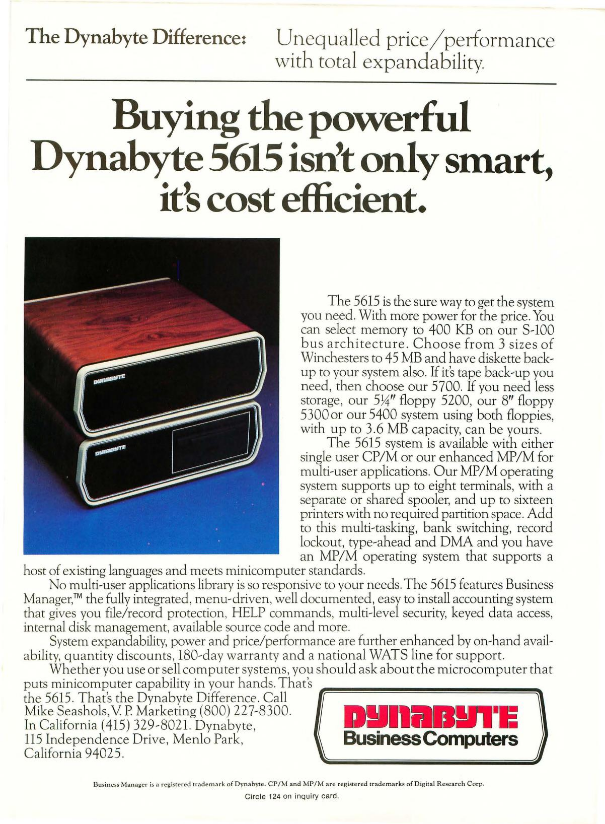 The Dynabyte Difference:
Unequalled price/performance
with total expandability.
Buying the powerful
Dynabyte 5615 isn't only smart,
it's cost efficient.
DYNABYTE
DYNABYTE
The 5615 is the sure way to get the system
you need. With more power for the price. You
can select memory to 400 KB on our S-100
bus architecture. Choose from 3 sizes of
Winchesters to 45 MB and have diskette back-
up to your system also. If it's tape back-up you
need, then choose our 5700. If you need less
storage, our 5¼" floppy 5200, our 8" floppy
5300 or our 5400 system using both floppies,
with up to 3.6 MB capacity, can be yours.
The 5615 system is available with either
single user CP/M or our enhanced MP/M for
multi-user applications. Our MP/M operating
system supports up to eight terminals, with a
separate or shared spooler, and up to sixteen
printers with no required partition space. Add
to this multi-tasking, bank switching, record
lockout, type-ahead and DMA and you have
an MP/M operating system that supports a
host of existing languages and meets minicomputer standards.
No multi-user applications library is so responsive to your needs. The 5615 features Business
Manager,™ the fully integrated, menu-driven, well documented, easy to install accounting system
that gives you file/record protection, HELP commands, multi-level security, keyed data access,
internal disk management, available source code and more.
System expandability, power and price/performance are further enhanced by on-hand avail-
ability, quantity discounts, 180-day warranty and a national WATS line for support.
Whether you use or sell computer systems, you should ask about the microcomputer that
puts minicomputer capability in your hands. That's
the 5615. That's the Dynabyte Difference. Call
Mike Seashols, V. P. Marketing (800) 227-8300.
In California (415) 329-8021. Dynabyte,
115 Independence Drive, Menlo Park,
California 94025.
DYNABYTE
Business Computers
Business Manager is a registered trademark of Dynabyte. CP/M and MP/M are registered trademarks of Digital Research Corp.
Circle 124 on inquiry card.